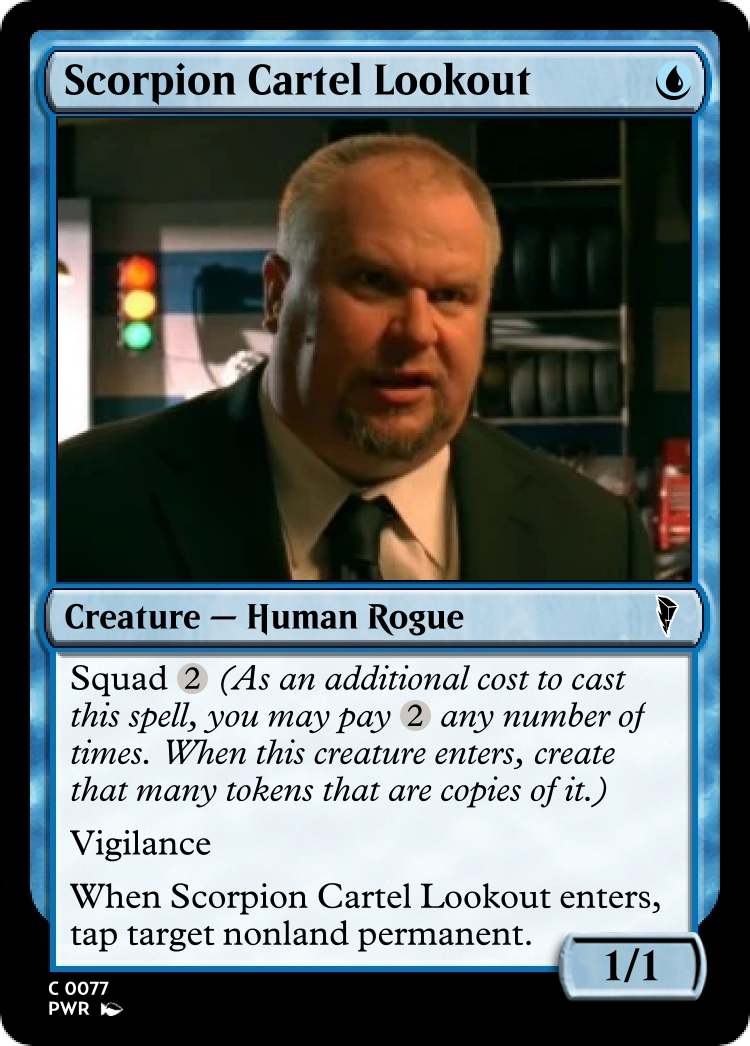 Scorpion Cartel Lookout
Creature — Human Rogue
Squad 2 (As an additional cost to cast
this spell, you may pay 2 any number of
times. When this creature enters, create
that many tokens that are copies of it.)
Vigilance
When Scorpion Cartel Lookout enters,
tap target nonland permanent.
1/1
C 0077
PWR